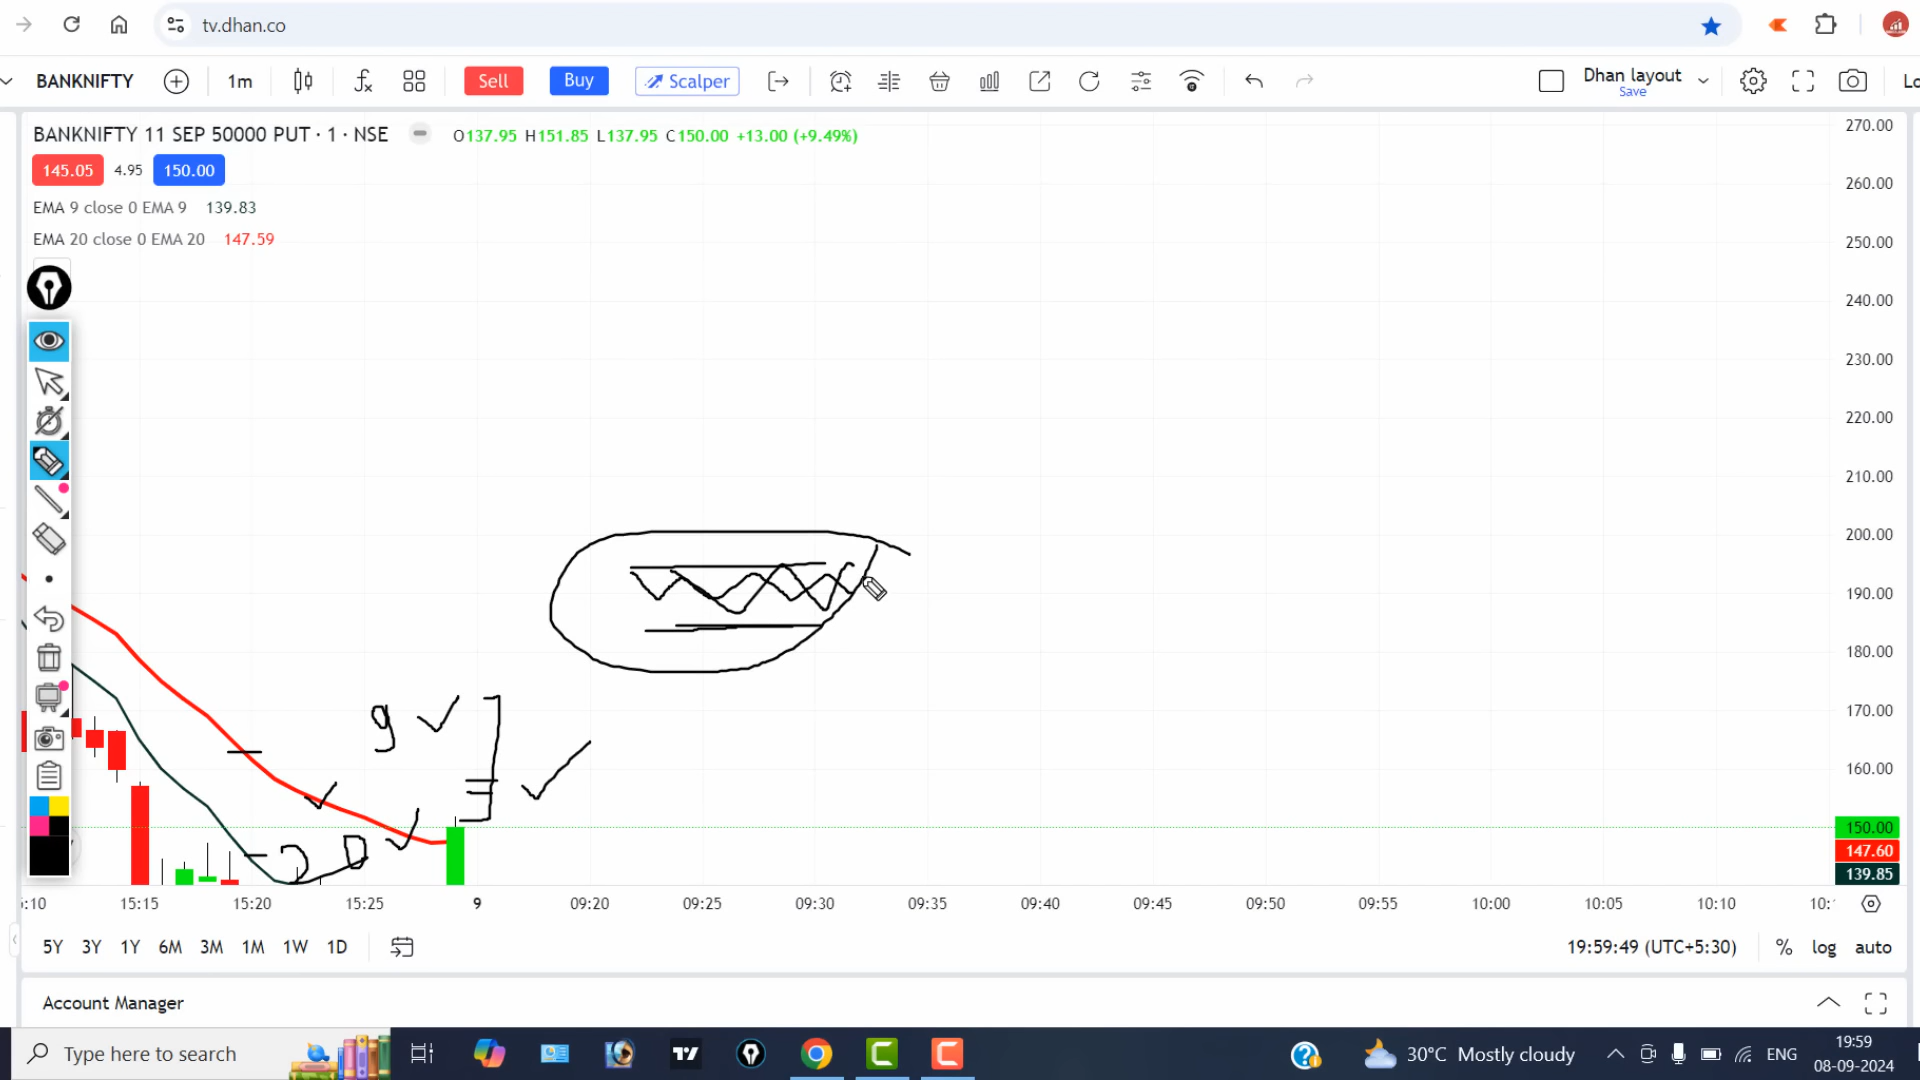 tv.dhan.co
BANKNIFTY 1m Sell Buy Scalper Dhan layout
Save
BANKNIFTY 11 SEP 50000 PUT · 1 · NSE O137.95 H151.85 L137.95 C150.00 +13.00 (+9.49%)
145.05 4.95 150.00
EMA 9 close 0 EMA 9 139.83
EMA 20 close 0 EMA 20 147.59
270.00
260.00
250.00
240.00
230.00
220.00
210.00
200.00
190.00
180.00
170.00
160.00
150.00
147.60
139.85
9
20
15:15 15:20 15:25 9 09:20 09:25 09:30 09:35 09:40 09:45 09:50 09:55 10:00 10:05 10:10
5Y 3Y 1Y 6M 3M 1M 1W 1D 19:59:49 (UTC+5:30) % log auto
Account Manager
Type here to search 30°C Mostly cloudy ENG
19:59
08-09-2024